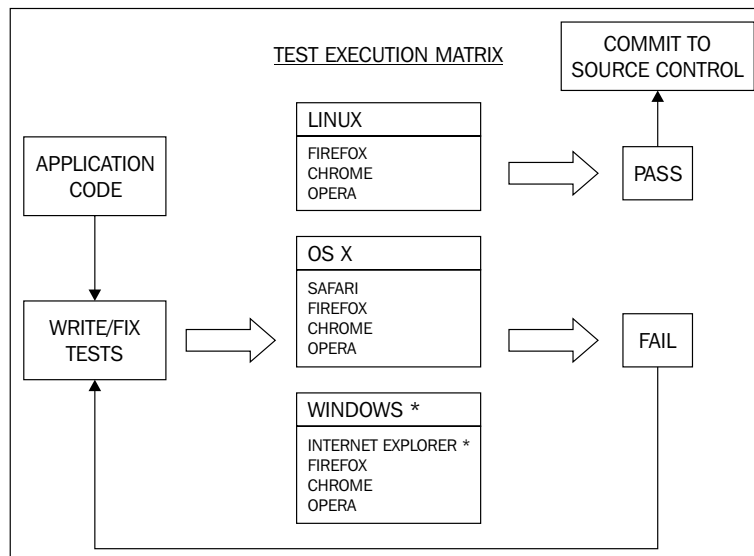 TEST EXECUTION MATRIX
COMMIT TO
SOURCE CONTROL
APPLICATION
CODE
LINUX
FIREFOX
CHROME
OPERA
PASS
WRITE/FIX
TESTS
OS X
SAFARI
FIREFOX
CHROME
OPERA
FAIL
WINDOWS *
INTERNET EXPLORER *
FIREFOX
CHROME
OPERA